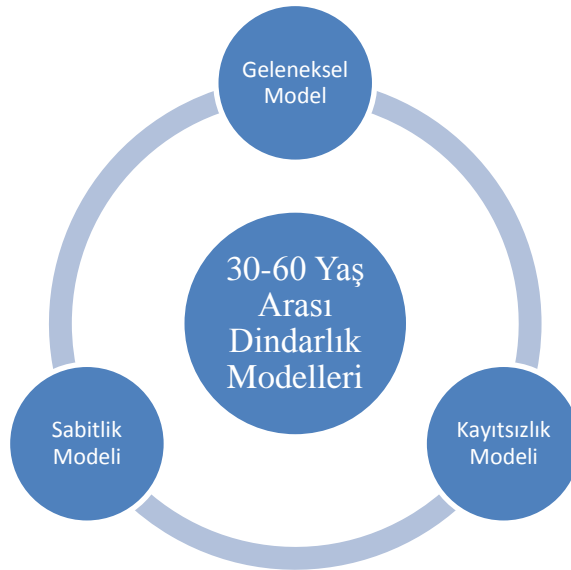 Geleneksel
Model
30-60 Yaş
Arası
Dindarlık
Modelleri
Sabitlik
Modeli
Kayıtsızlık
Modeli